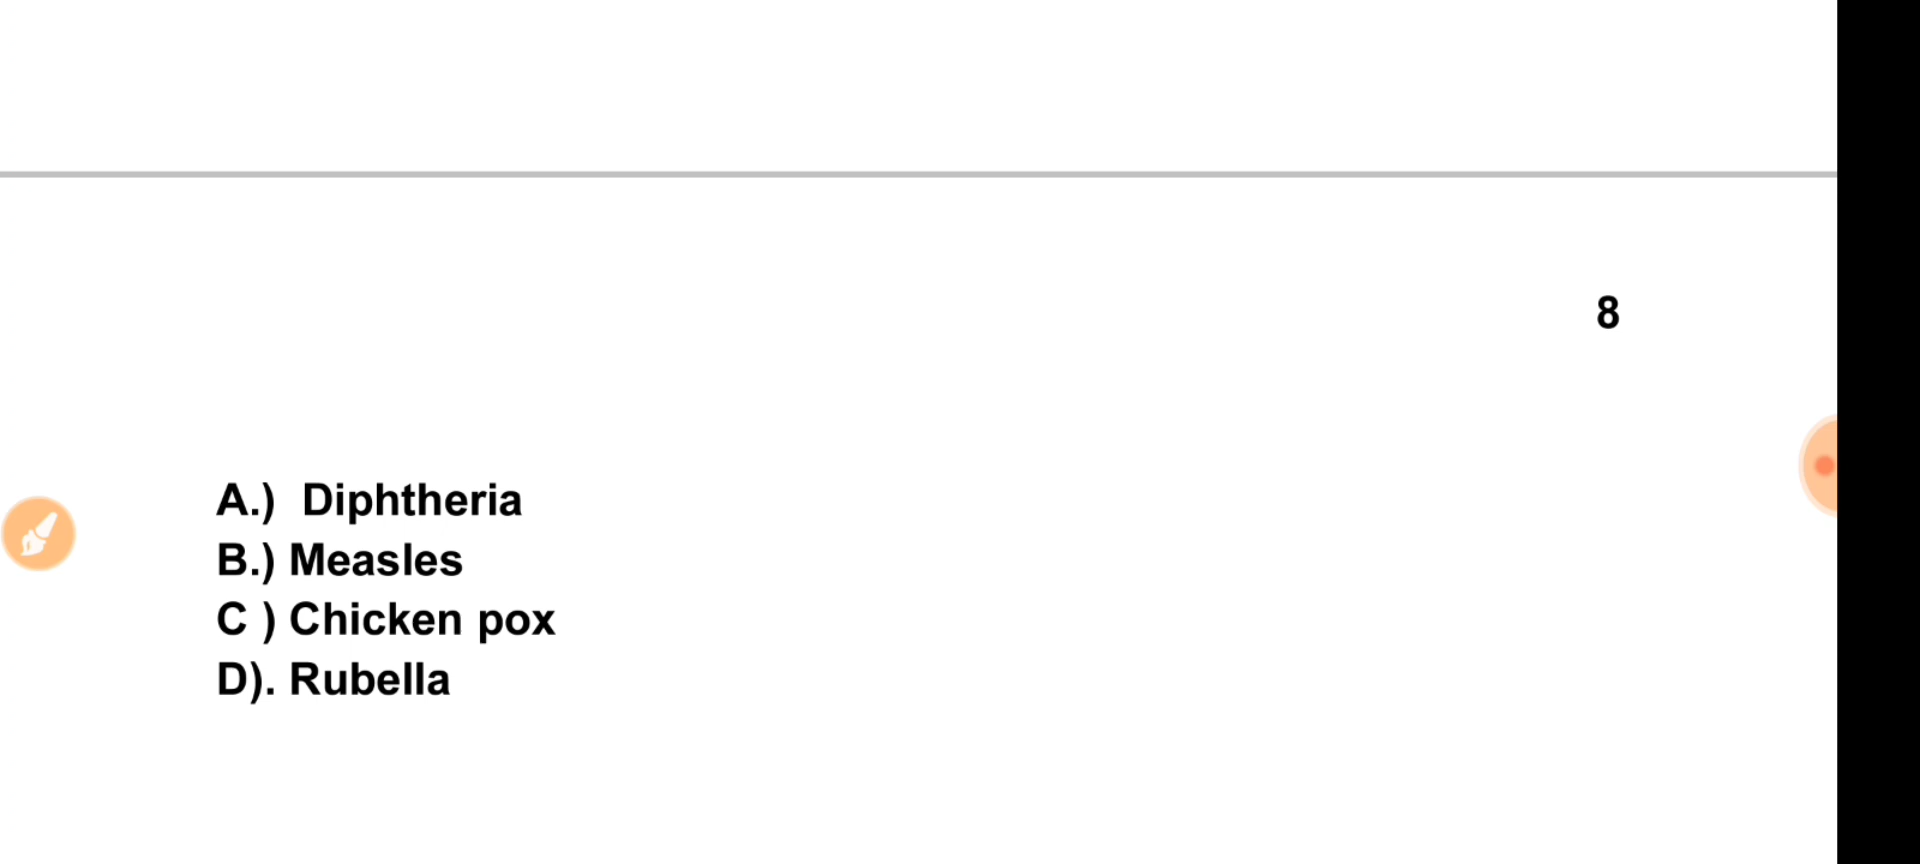 8
A.) Diphtheria
B.) Measles
C ) Chicken pox
D). Rubella